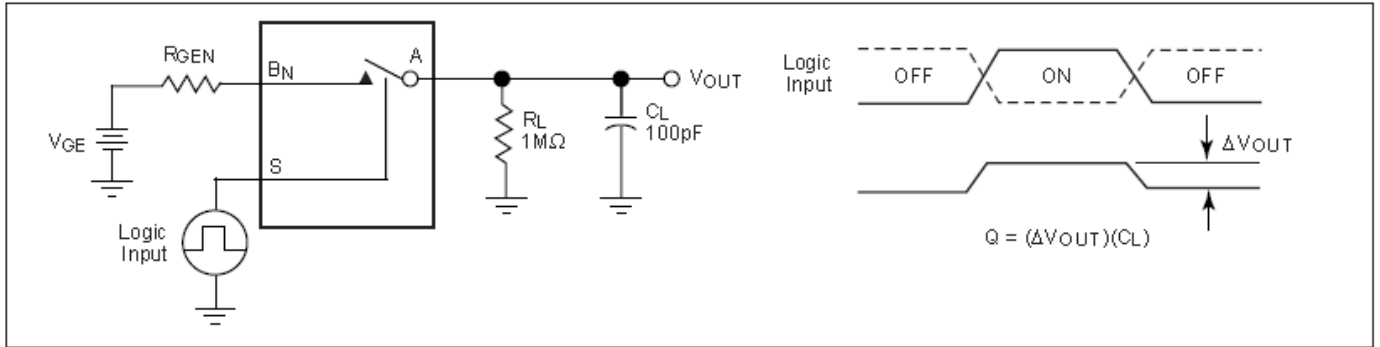 RGEN
BN
A
VOUT
VGE
RL
1MΩ
CL
100pF
S
Logic
Input
Logic
Input
OFF
ON
OFF
ΔVOUT
Q = (ΔVOUT)(CL)